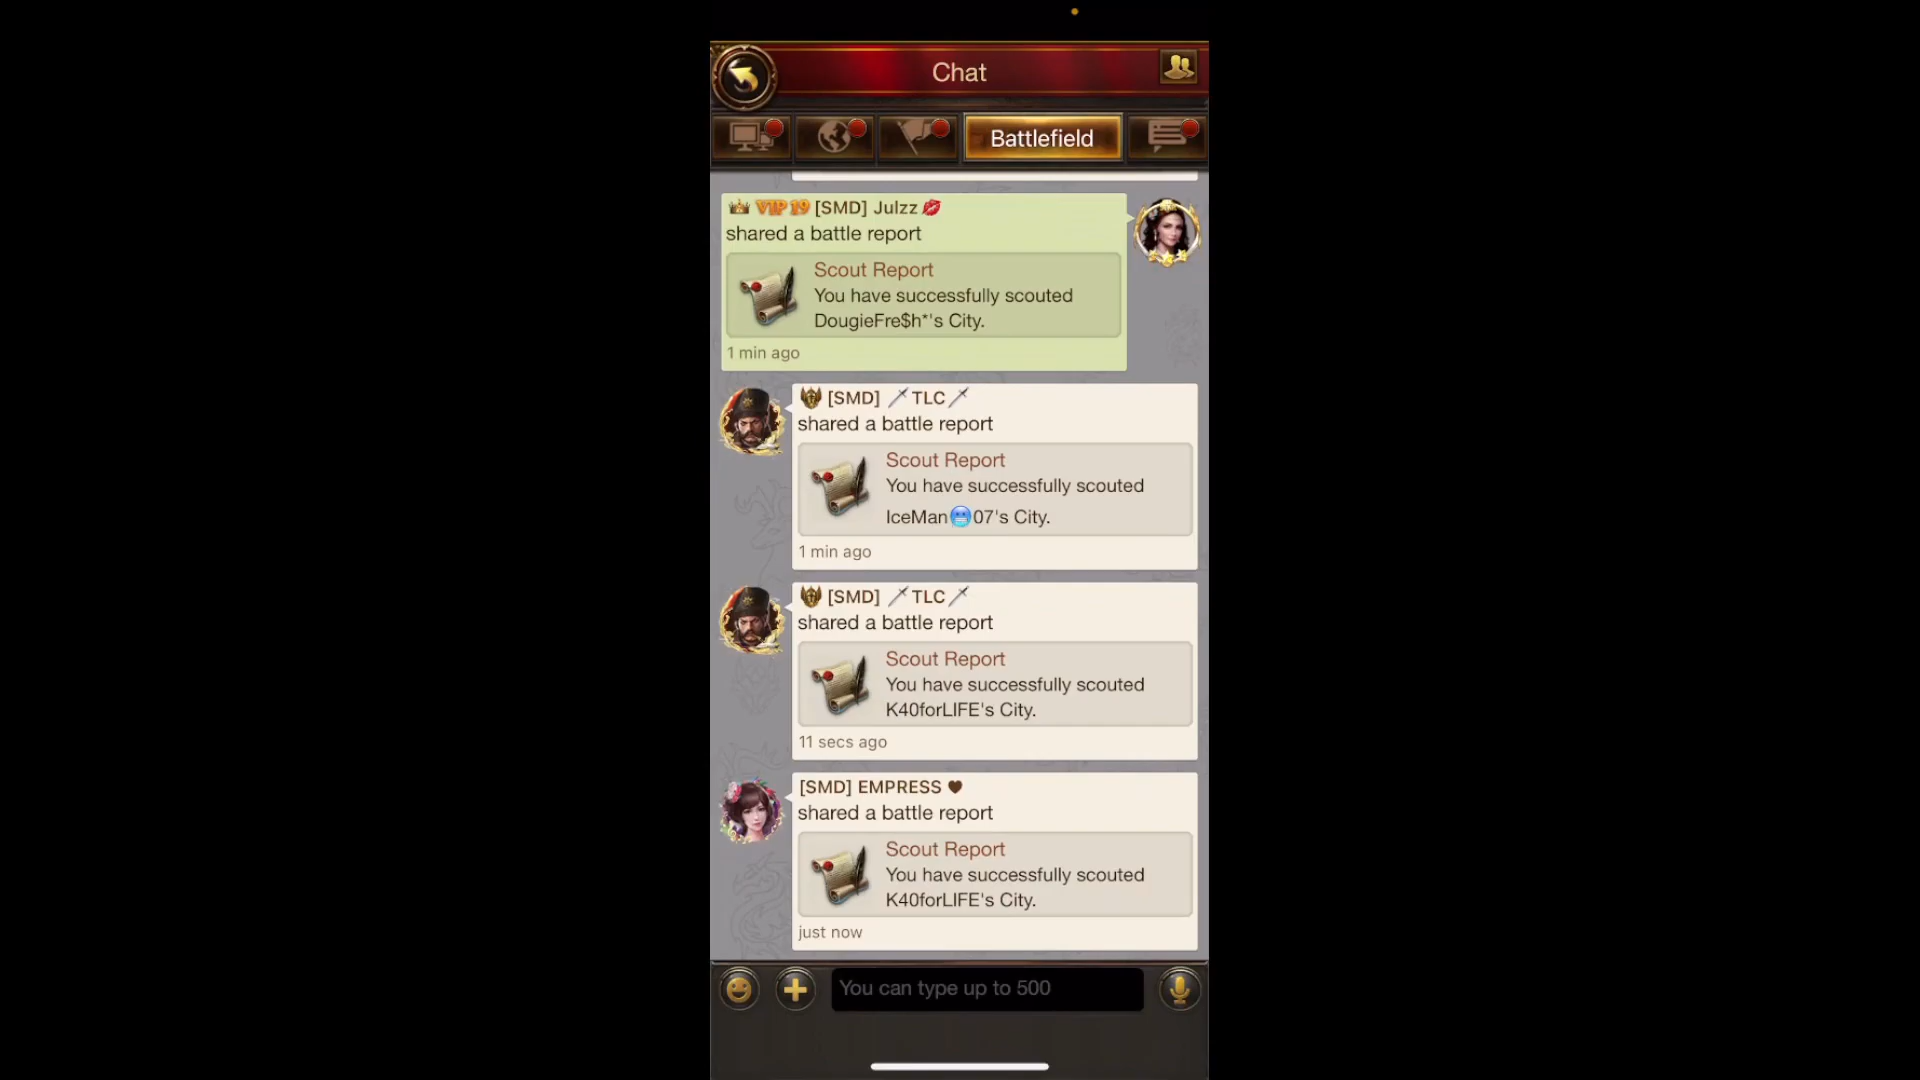 Chat
Battlefield
VIP 19 [SMD] Julzz💋
shared a battle report
Scout Report
You have successfully scouted
DougieFre$h*'s City.
1 min ago
[SMD] 🗡TLC🗡
shared a battle report
Scout Report
You have successfully scouted
IceMan🥶07's City.
1 min ago
[SMD] 🗡TLC🗡
shared a battle report
Scout Report
You have successfully scouted
K40forLIFE's City.
11 secs ago
[SMD] EMPRESS ♥
shared a battle report
Scout Report
You have successfully scouted
K40forLIFE's City.
just now
You can type up to 500